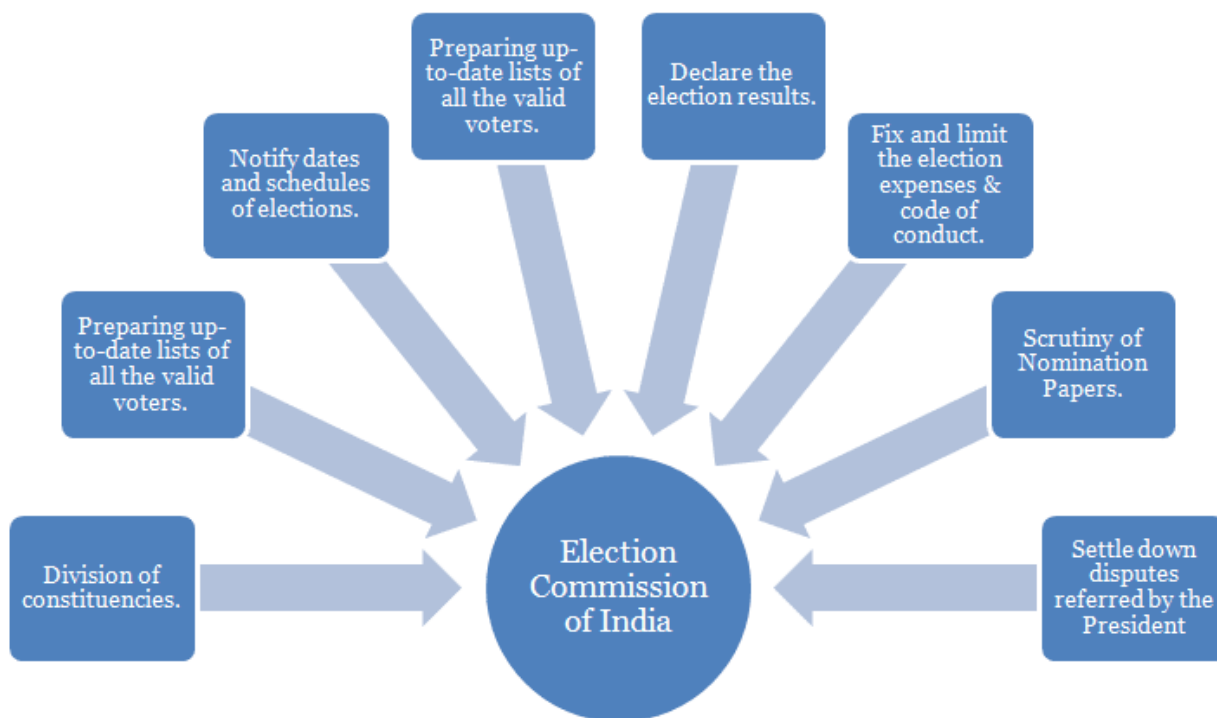 Division of
constituencies.
Preparing up-
to-date lists of
all the valid
voters.
Notify dates
and schedules
of elections.
Preparing up-
to-date lists of
all the valid
voters.
Declare the
election results.
Fix and limit
the election
expenses &
code of
conduct.
Scrutiny of
Nomination
Papers.
Settle down
disputes
referred by the
President
Election
Commission
of India